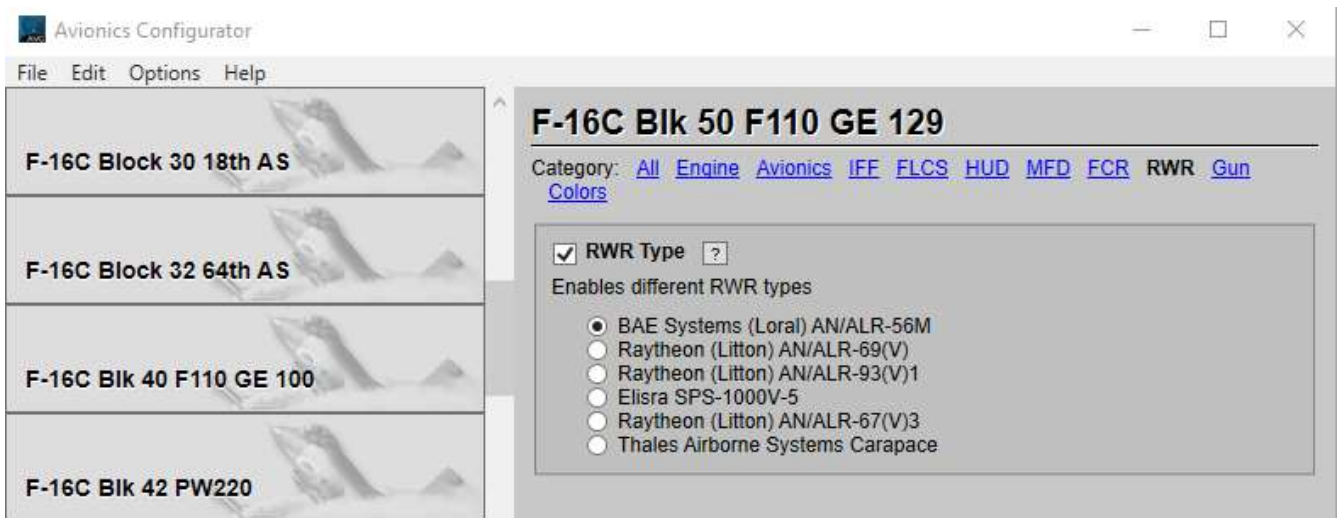 Avionics Configurator
File Edit Options Help
F-16C Block 30 18th AS
F-16C Block 32 64th AS
F-16C Blk 40 F110 GE 100
F-16C Blk 42 PW220
F-16C Blk 50 F110 GE 129
Category: All Engine Avionics IFF FLCS HUD MFD FCR RWR Gun
Colors
RWR Type ?
Enables different RWR types
BAE Systems (Loral) AN/ALR-56M
Raytheon (Litton) AN/ALR-69(V)
Raytheon (Litton) AN/ALR-93(V)1
Elisra SPS-1000V-5
Raytheon (Litton) AN/ALR-67(V)3
Thales Airborne Systems Carapace